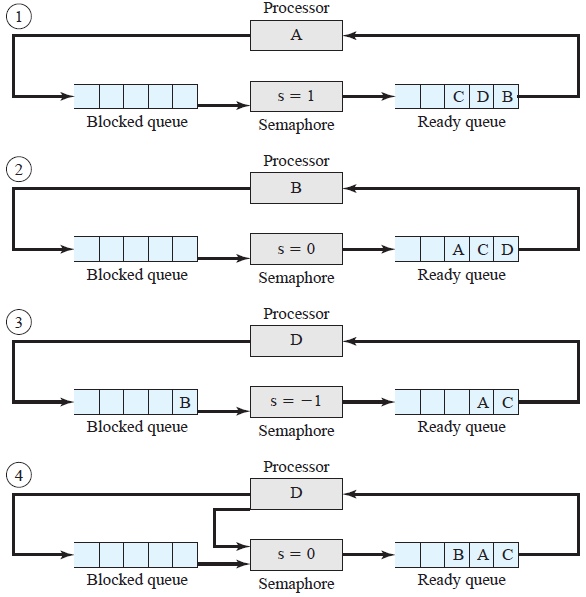 Processor
1
A
s = 1
C D B
Blocked queue
Semaphore
Ready queue
Processor
2
B
s = 0
A C D
Blocked queue
Semaphore
Ready queue
Processor
3
D
B
s = −1
A C
Blocked queue
Semaphore
Ready queue
Processor
4
D
s = 0
B A C
Blocked queue
Semaphore
Ready queue